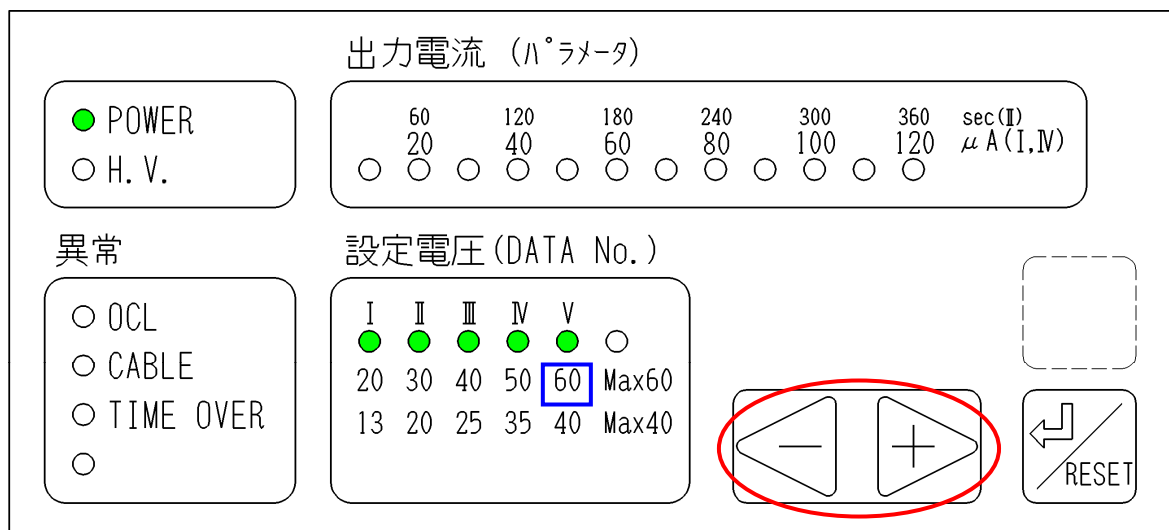 出力電流 (パラメータ)
POWER
H.V.
60 120 180 240 300 360 sec(Ⅱ)
20 40 60 80 100 120 μA(Ⅰ,Ⅳ)
異常
OCL
CABLE
TIME OVER
設定電圧(DATA No.)
Ⅰ Ⅱ Ⅲ Ⅳ Ⅴ
20 30 40 50 60 Max60
13 20 25 35 40 Max40
− +
RESET